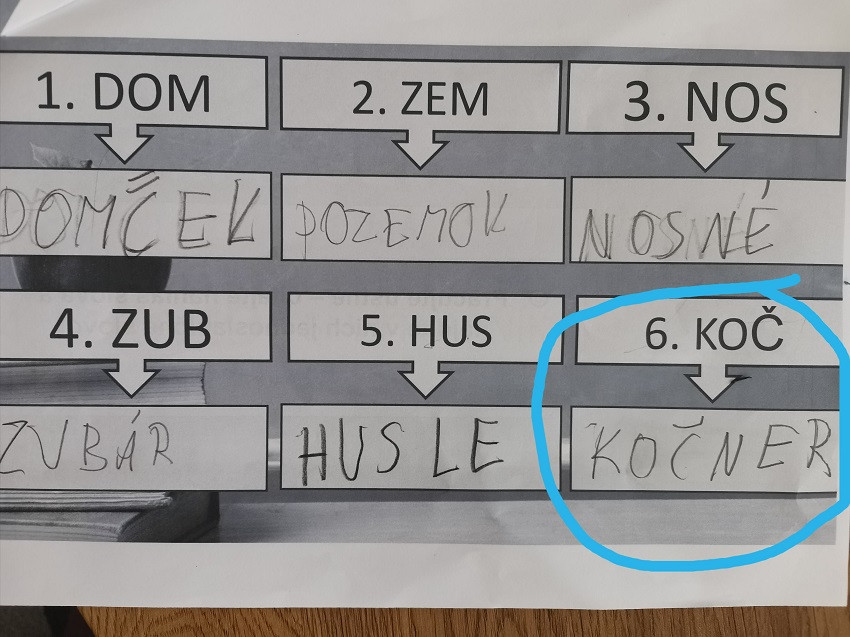 1. DOM
2. ZEM
3. NOS
DOMČEK
POZEMOK
NOSNÉ
4. ZUB
5. HUS
6. KOČ
ZUBÁR
HUSLE
KOČNER